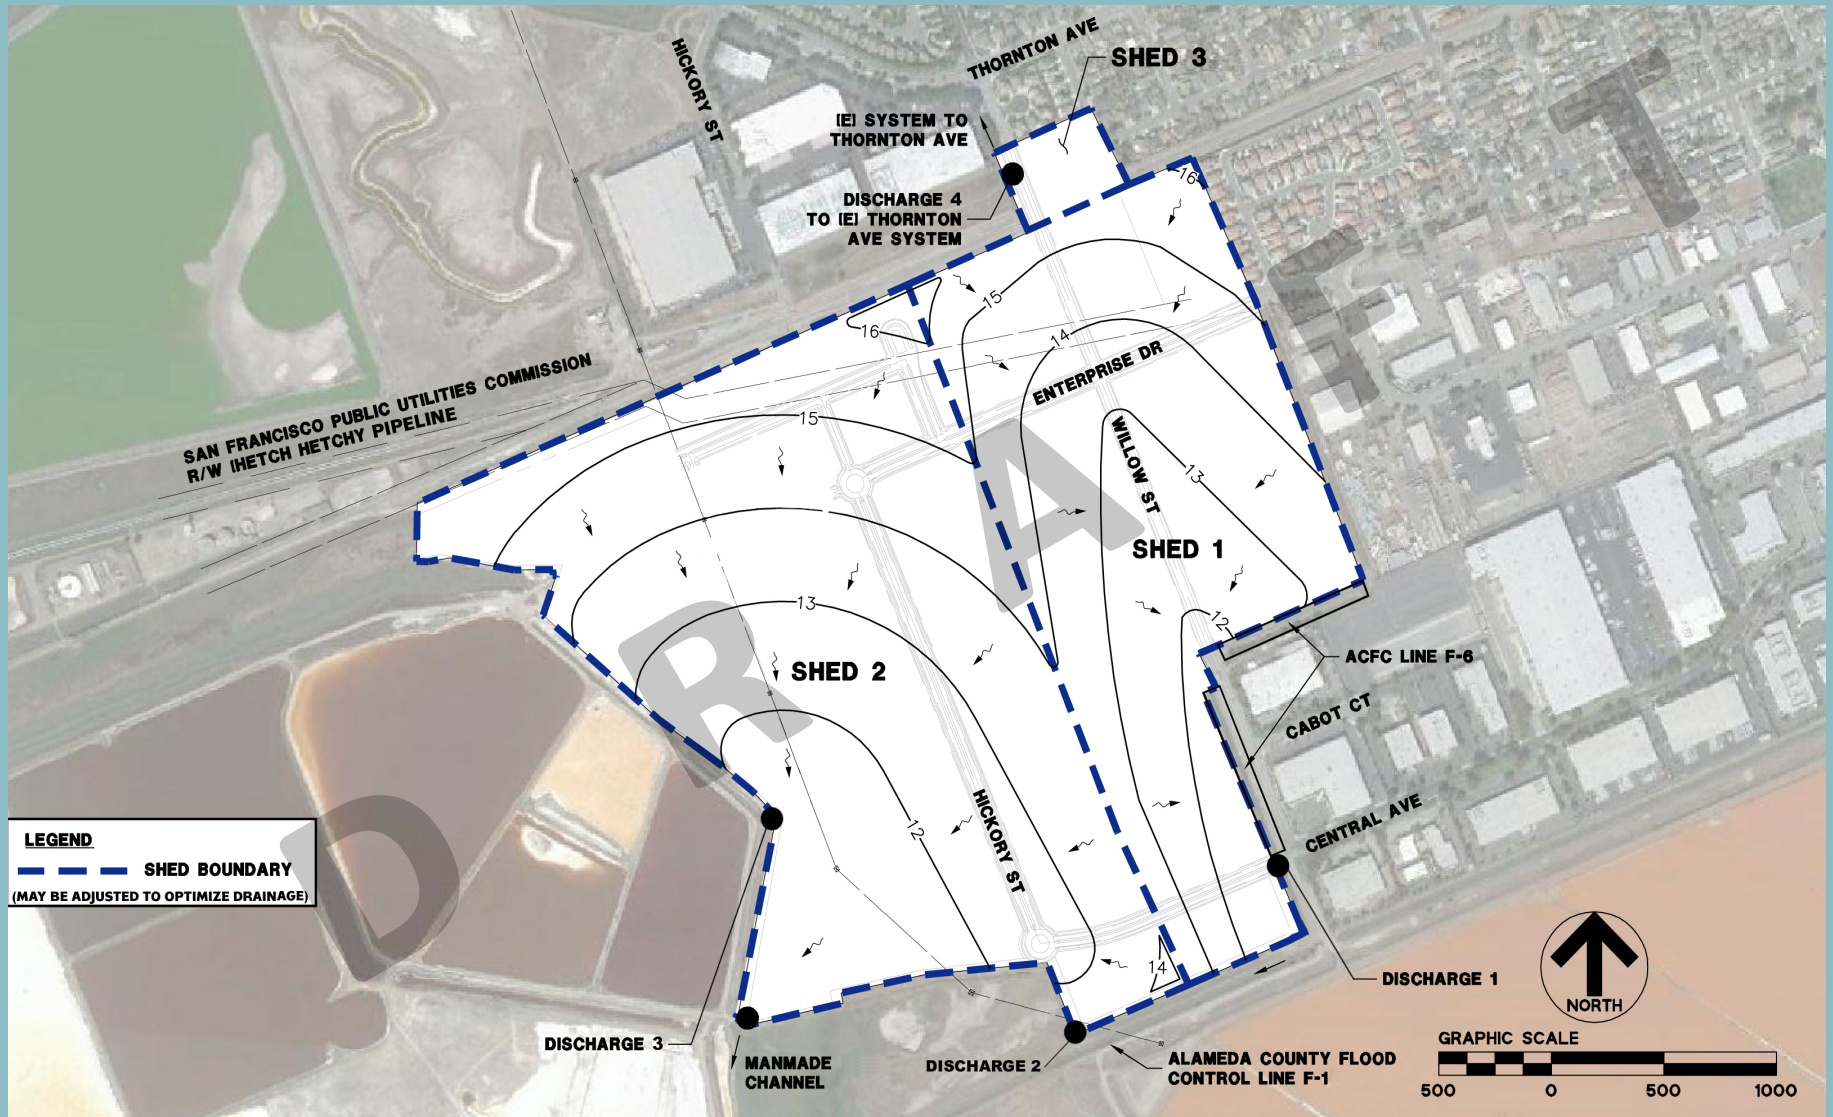 THORNTON AVE
SHED 3
HICKORY ST
[E] SYSTEM TO
THORNTON AVE
DISCHARGE 4
TO [E] THORNTON
AVE SYSTEM
16
15
16
14
ENTERPRISE DR
SAN FRANCISCO PUBLIC UTILITIES COMMISSION
R/W (HETCH HETCHY PIPELINE
15
WILLOW ST
13
SHED 1
13
12
SHED 2
ACFC LINE F-6
CABOT CT
CENTRAL AVE
HICKORY ST
12
14
LEGEND
SHED BOUNDARY
(MAY BE ADJUSTED TO OPTIMIZE DRAINAGE)
DISCHARGE 1
NORTH
DISCHARGE 3
MANMADE
CHANNEL
DISCHARGE 2
ALAMEDA COUNTY FLOOD
CONTROL LINE F-1
GRAPHIC SCALE
500 0 500 1000
DRAFT